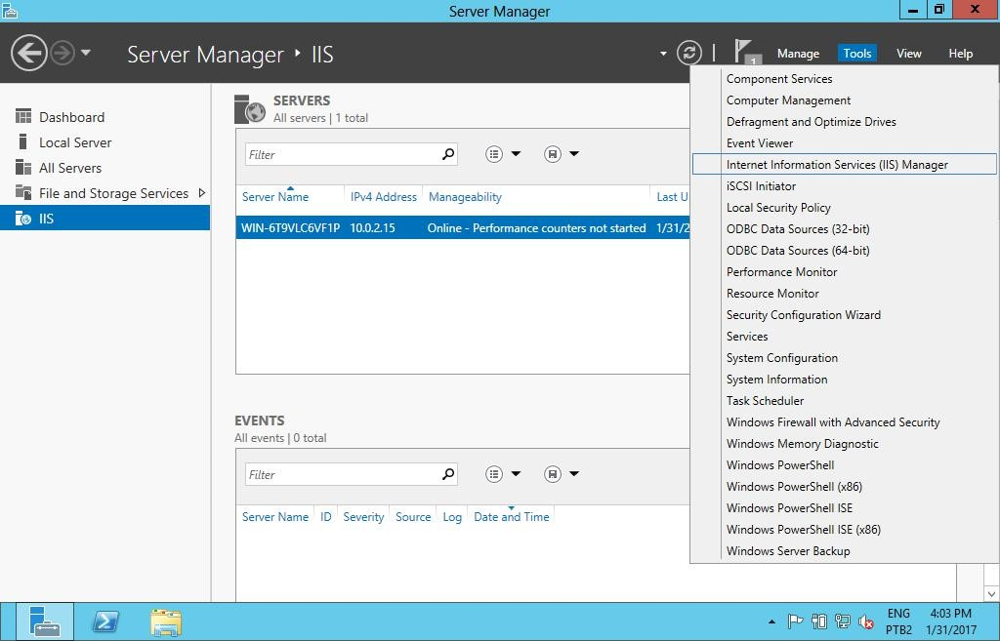 Server Manager
Server Manager ‣ IIS
1
Manage Tools View Help
Dashboard
Local Server
All Servers
File and Storage Services
IIS
SERVERS
All servers | 1 total
Filter
Server Name IPv4 Address Manageability Last U
WIN-6T9VLC6VF1P 10.0.2.15 Online - Performance counters not started 1/31/2
EVENTS
All events | 0 total
Filter
Server Name ID Severity Source Log Date and Time
Component Services
Computer Management
Defragment and Optimize Drives
Event Viewer
Internet Information Services (IIS) Manager
iSCSI Initiator
Local Security Policy
ODBC Data Sources (32-bit)
ODBC Data Sources (64-bit)
Performance Monitor
Resource Monitor
Security Configuration Wizard
Services
System Configuration
System Information
Task Scheduler
Windows Firewall with Advanced Security
Windows Memory Diagnostic
Windows PowerShell
Windows PowerShell (x86)
Windows PowerShell ISE
Windows PowerShell ISE (x86)
Windows Server Backup
ENG 4:03 PM
PTB2 1/31/2017